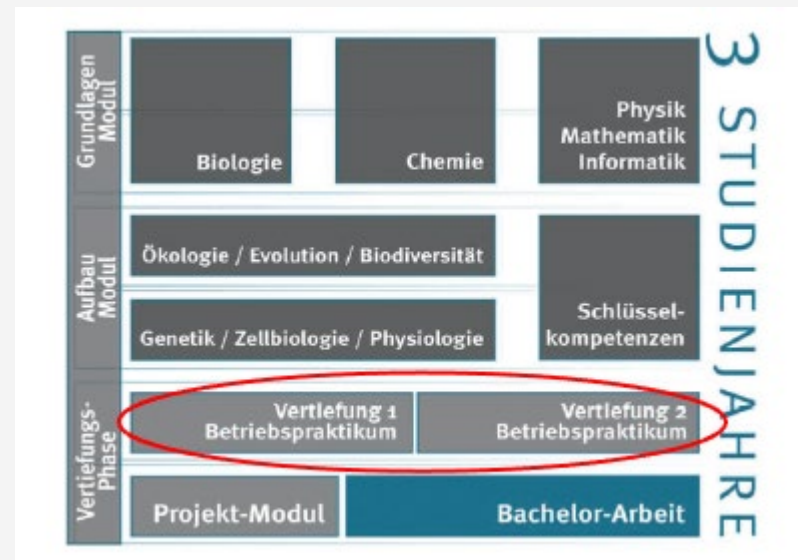 Grundlagen
Modul
Biologie
Chemie
Physik
Mathematik
Informatik
Aufbau
Modul
Ökologie / Evolution / Biodiversität
Genetik / Zellbiologie / Physiologie
Schlüssel-
kompetenzen
Vertiefungs-
Phase
Vertiefung 1
Betriebspraktikum
Vertiefung 2
Betriebspraktikum
Projekt-Modul
Bachelor-Arbeit
3 STUDIENJAHRE